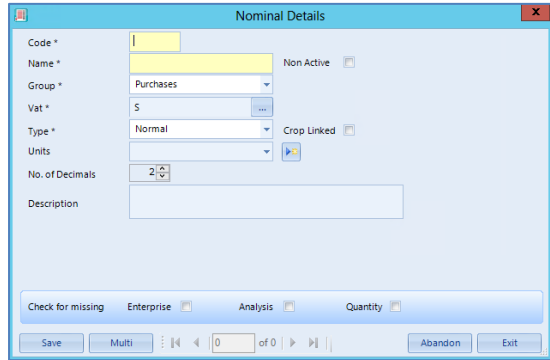 Nominal Details
Code *
Name * Non Active
Group * Purchases
Vat * S ...
Type * Normal Crop Linked
Units
No. of Decimals 2
Description
Check for missing Enterprise Analysis Quantity
Save Multi 0 of 0 Abandon Exit